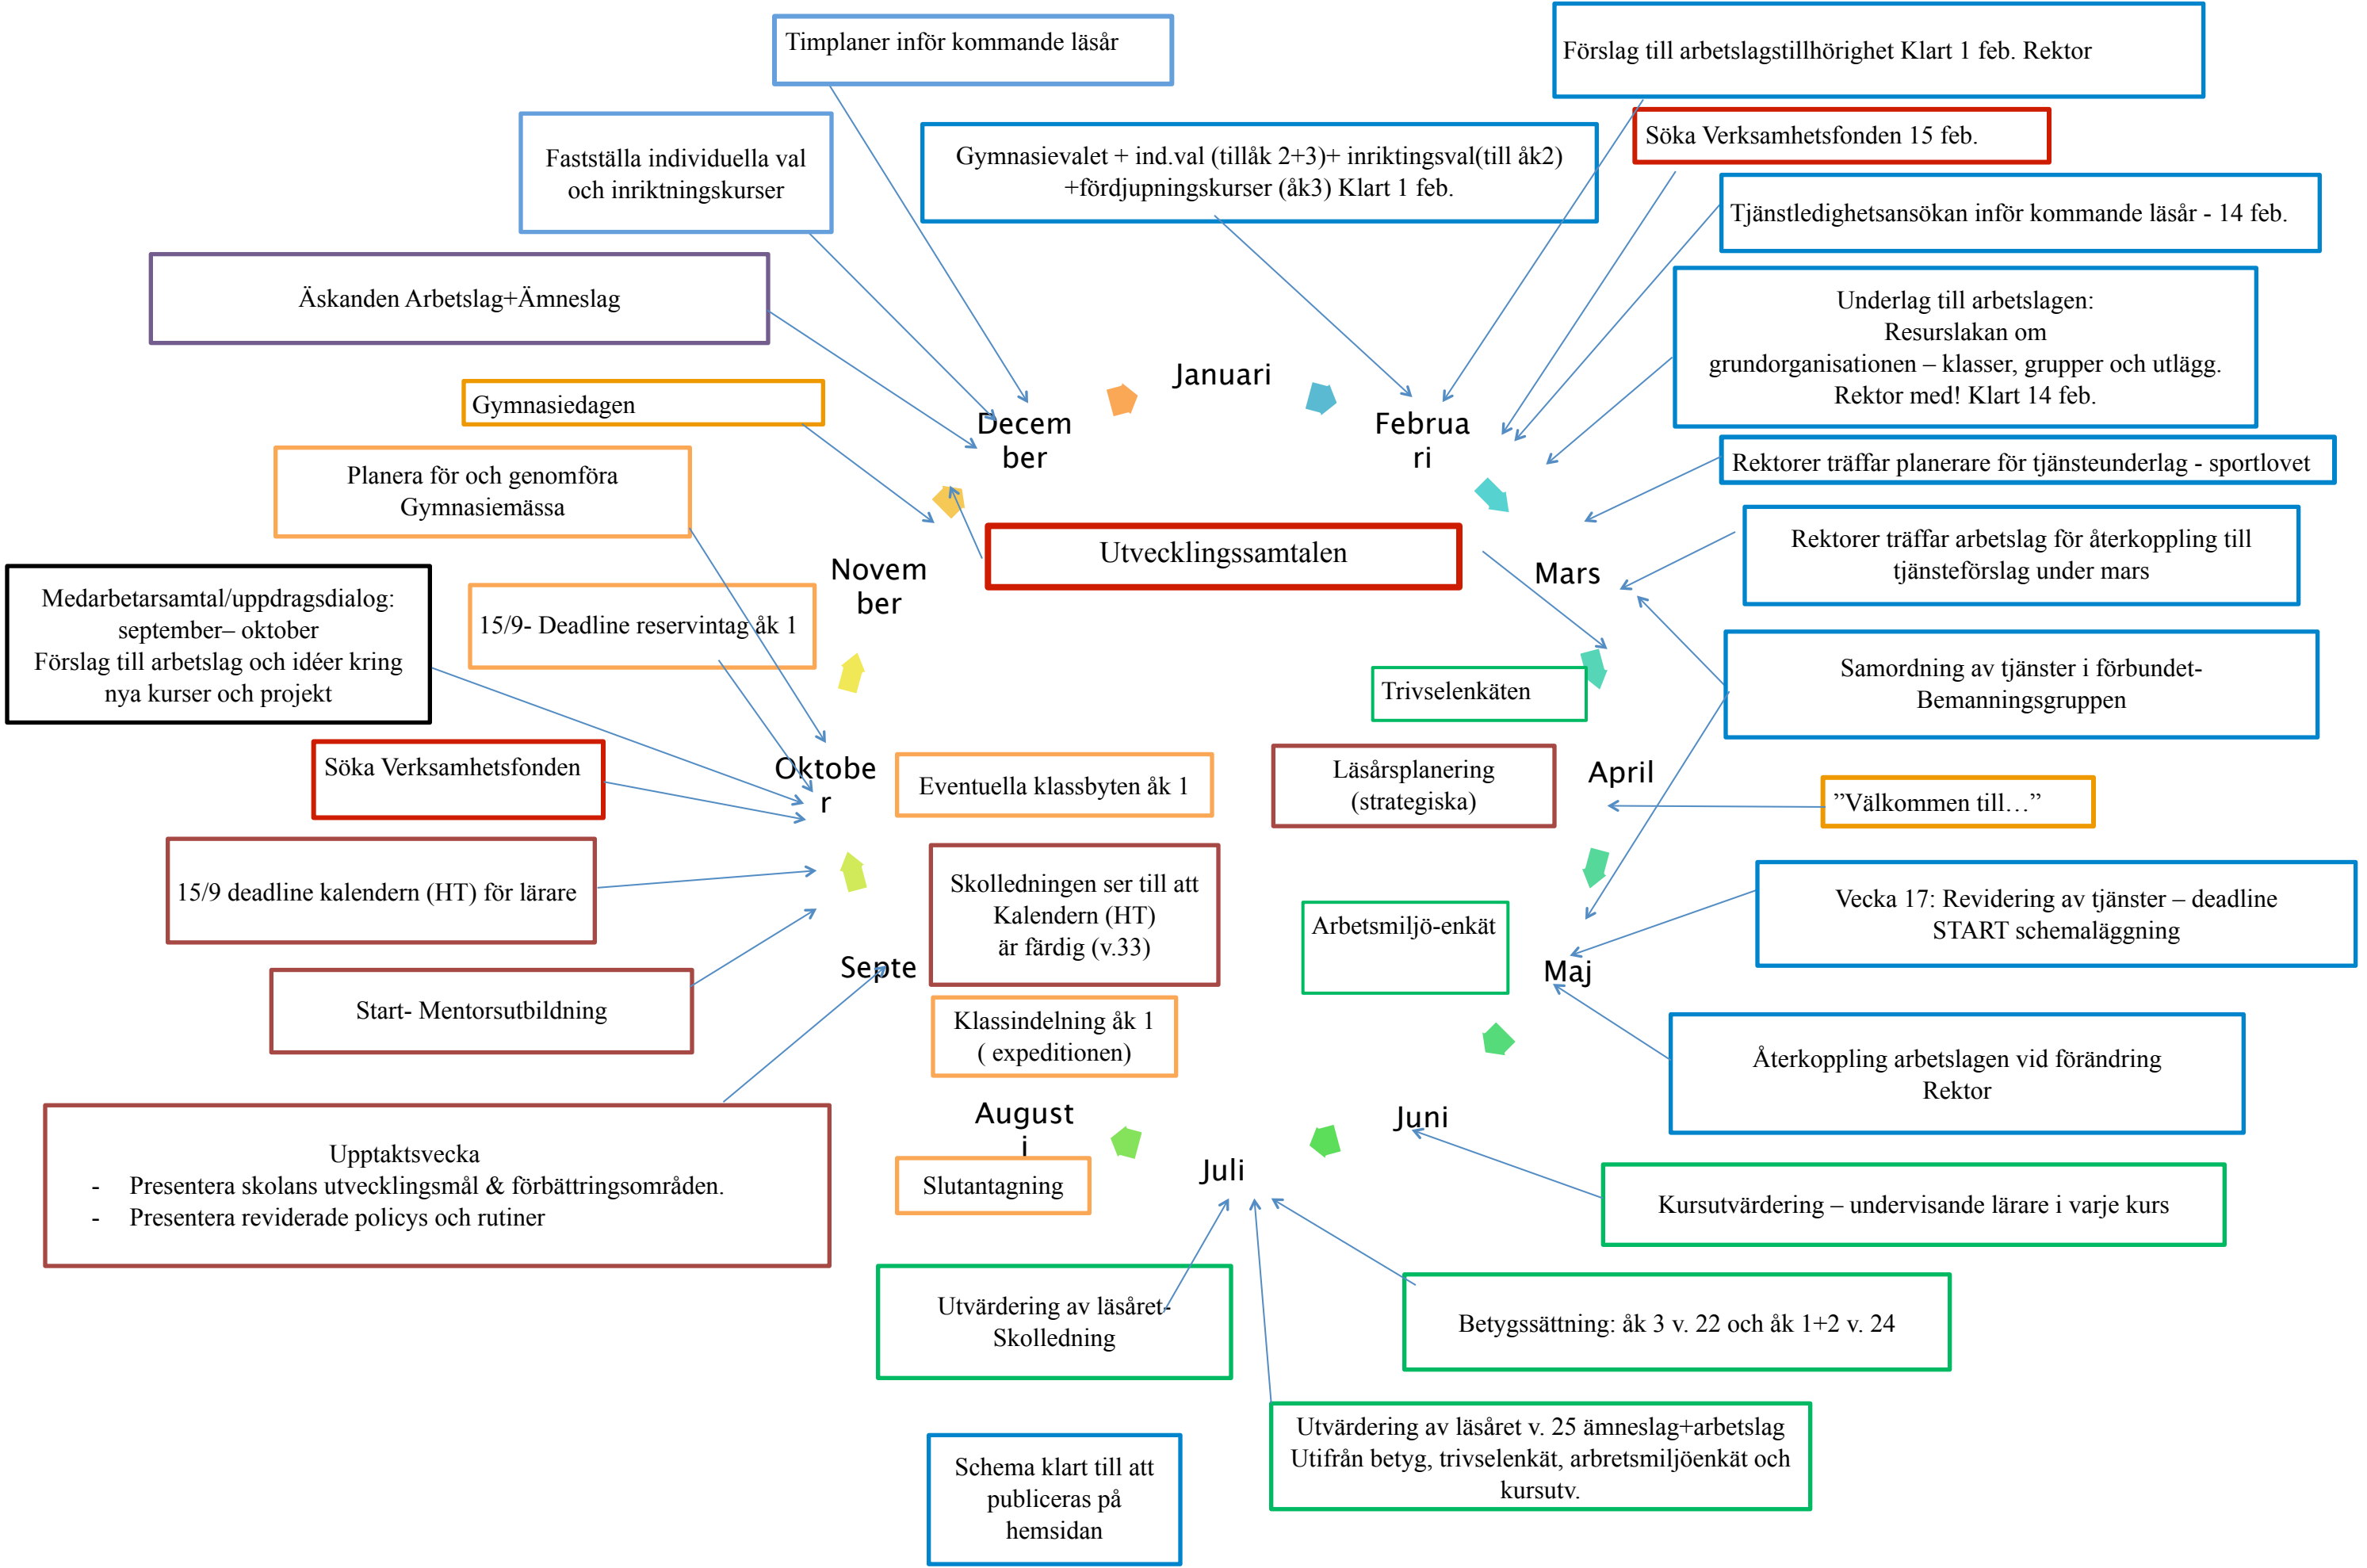 Timplaner inför kommande läsår
Förslag till arbetslagstillhörighet Klart 1 feb. Rektor
Fastställa individuella val
och inriktningskurser
Gymnasievalet + ind.val (tillåk 2+3)+ inriktingsval(till åk2)
+fördjupningskurser (åk3) Klart 1 feb.
Söka Verksamhetsfonden 15 feb.
Tjänstledighetsansökan inför kommande läsår - 14 feb.
Äskanden Arbetslag+Ämneslag
Underlag till arbetslagen:
Resurslakan om
grundorganisationen – klasser, grupper och utlägg.
Rektor med! Klart 14 feb.
Januari
Gymnasiedagen
Decem
ber
Februa
ri
Planera för och genomföra
Gymnasiemässa
Rektorer träffar planerare för tjänsteunderlag - sportlovet
Utvecklingssamtalen
Rektorer träffar arbetslag för återkoppling till
tjänsteförslag under mars
Novem
ber
Mars
Medarbetarsamtal/uppdragsdialog:
september– oktober
Förslag till arbetslag och idéer kring
nya kurser och projekt
15/9- Deadline reservintag åk 1
Trivselenkäten
Samordning av tjänster i förbundet-
Bemanningsgruppen
Söka Verksamhetsfonden
Oktobe
r
Eventuella klassbyten åk 1
Läsårsplanering
(strategiska)
April
”Välkommen till…”
15/9 deadline kalendern (HT) för lärare
Skolledningen ser till att
Kalendern (HT)
är färdig (v.33)
Arbetsmiljö-enkät
Vecka 17: Revidering av tjänster – deadline
START schemaläggning
Septe
Maj
Start- Mentorsutbildning
Klassindelning åk 1
( expeditionen)
Återkoppling arbetslagen vid förändring
Rektor
August
i
Juni
Upptaktsvecka
- Presentera skolans utvecklingsmål & förbättringsområden.
- Presentera reviderade policys och rutiner
Slutantagning
Juli
Kursutvärdering – undervisande lärare i varje kurs
Utvärdering av läsåret-
Skolledning
Betygssättning: åk 3 v. 22 och åk 1+2 v. 24
Utvärdering av läsåret v. 25 ämneslag+arbetslag
Utifrån betyg, trivselenkät, arbretsmiljöenkät och
kursutv.
Schema klart till att
publiceras på
hemsidan